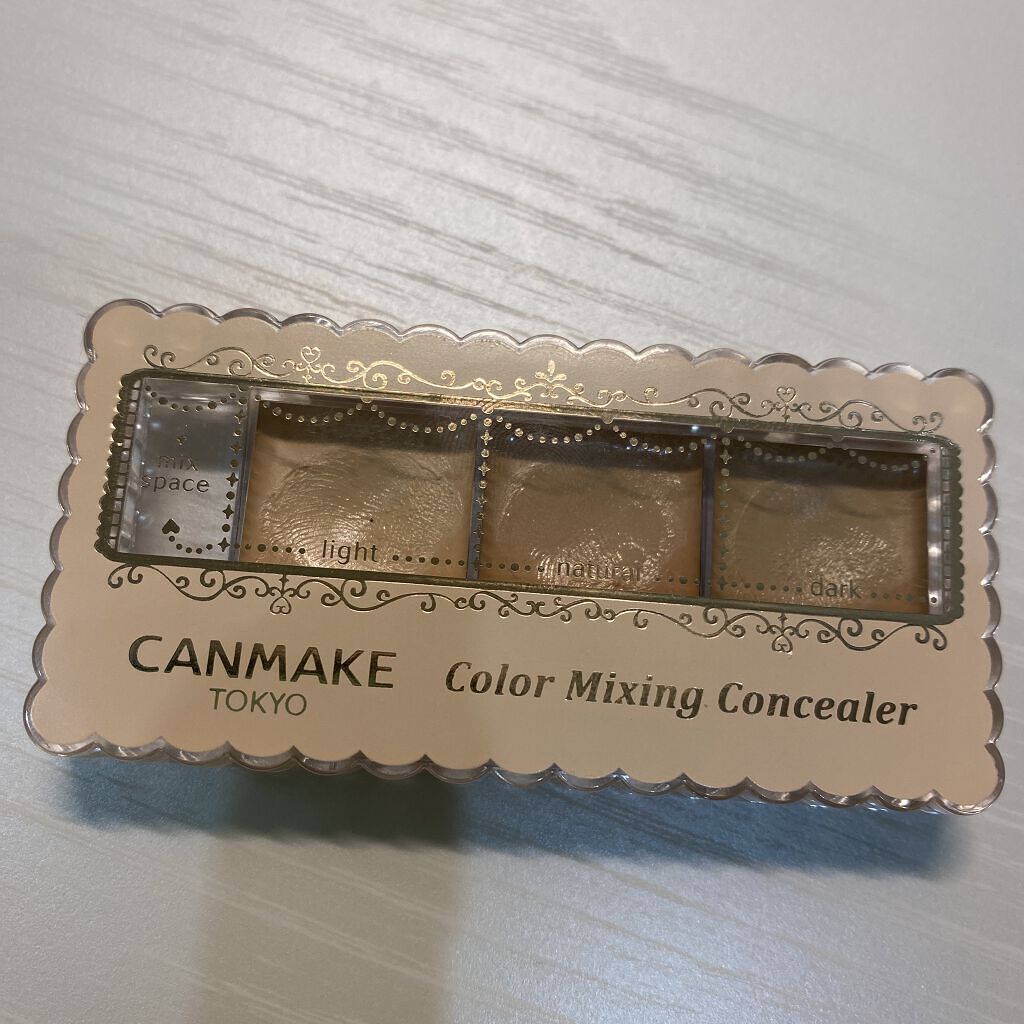 mix
space
light
natural
dark
CANMAKE
TOKYO
Color Mixing Concealer